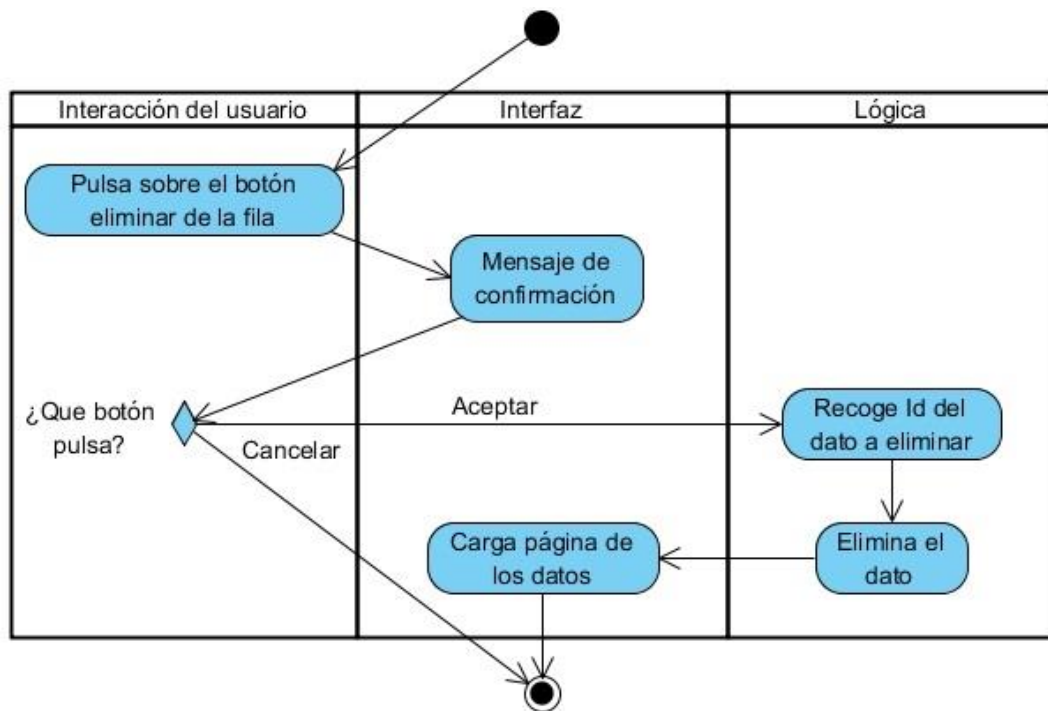 Interacción del usuario
Interfaz
Lógica
Pulsa sobre el botón
eliminar de la fila
Mensaje de
confirmación
¿Que botón
pulsa?
Aceptar
Cancelar
Recoge Id del
dato a eliminar
Carga página de
los datos
Elimina el
dato